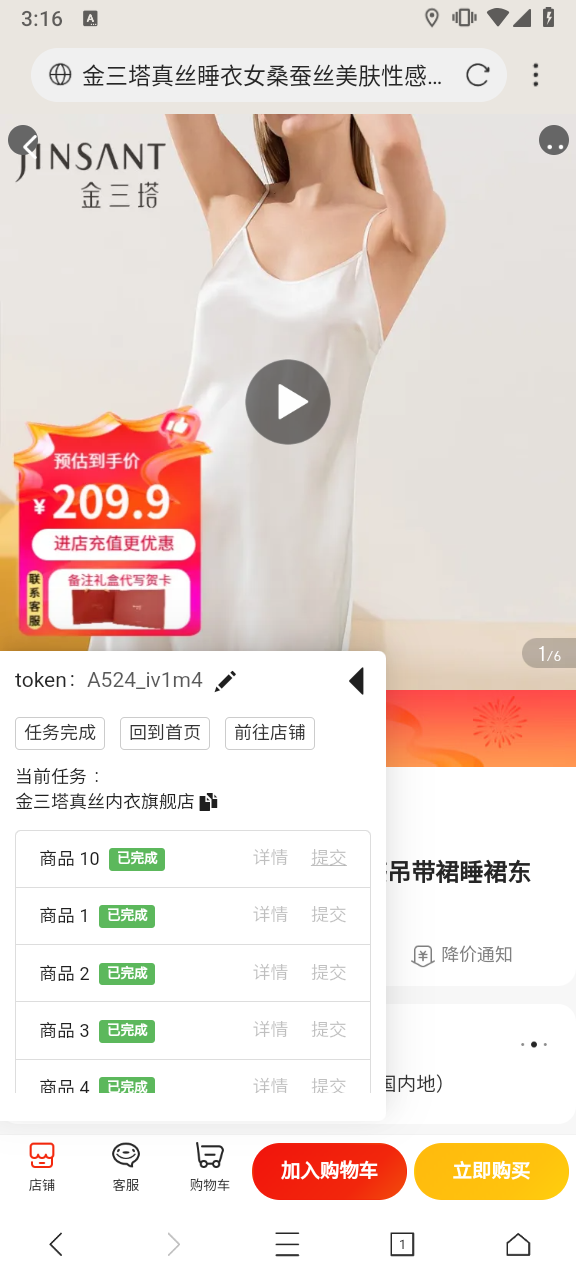 3:16 A
金三塔真丝睡衣女桑蚕丝美肤性感...
JINSANT
金三塔
预估到手价
¥209.9
进店充值更优惠
联系客服
备注礼盒代写贺卡
1/6
token： A524_iv1m4
任务完成 回到首页 前往店铺
当前任务：
金三塔真丝内衣旗舰店
商品 10 已完成 详情 提交
吊带裙睡裙东
商品 1 已完成 详情 提交
降价通知
商品 2 已完成 详情 提交
商品 3 已完成 详情 提交
商品 4 已完成 详情 提交
国内地）
店铺 客服 购物车 加入购物车 立即购买
1